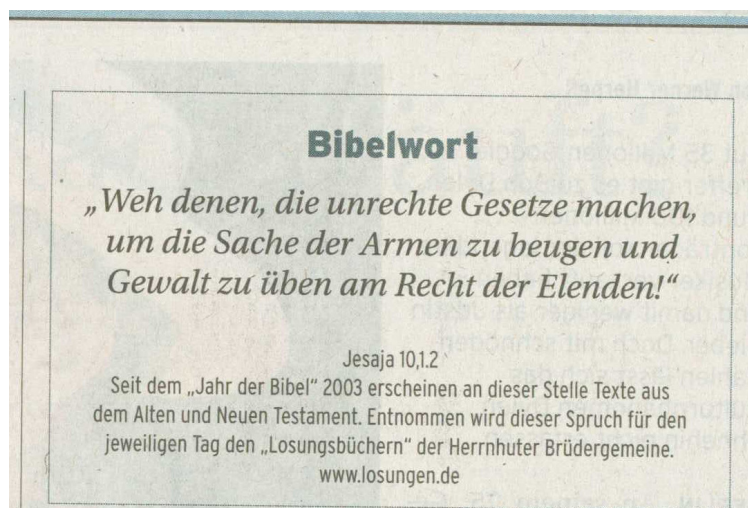 Bibelwort
„Weh denen, die unrechte Gesetze machen,
um die Sache der Armen zu beugen und
Gewalt zu üben am Recht der Elenden!“
Jesaja 10,1.2
Seit dem „Jahr der Bibel“ 2003 erscheinen an dieser Stelle Texte aus
dem Alten und Neuen Testament. Entnommen wird dieser Spruch für den
jeweiligen Tag den „Losungsbüchern“ der Herrnhuter Brüdergemeine.
www.losungen.de